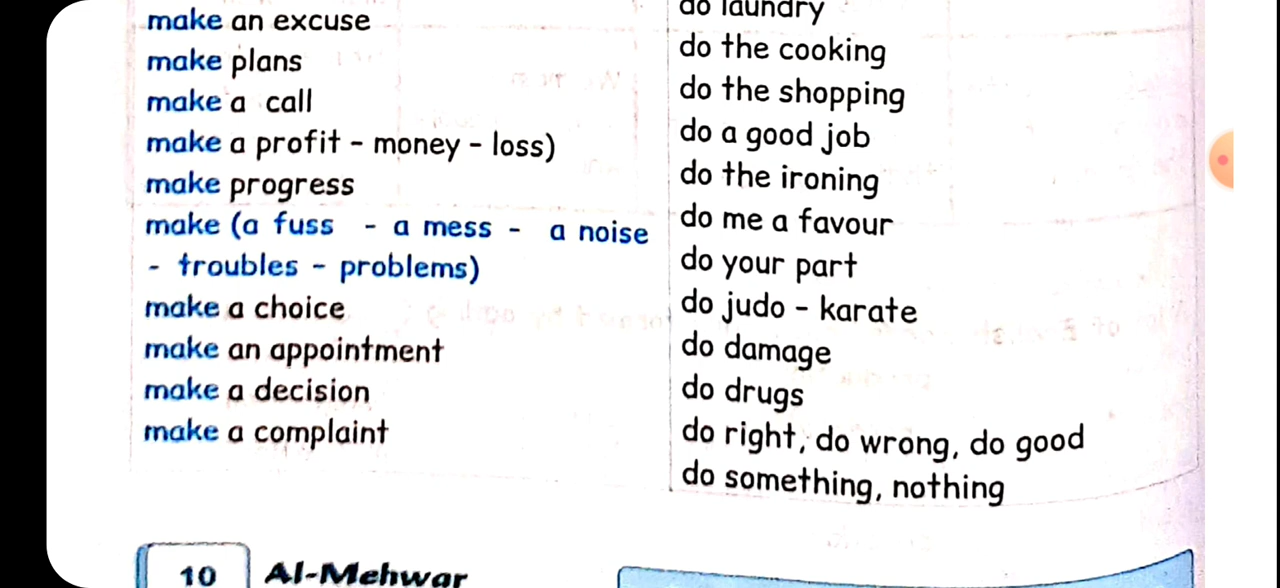 make an excuse
make plans
make a call
make a profit - money - loss)
make progress
make (a fuss - a mess - a noise
- troubles - problems)
make a choice
make an appointment
make a decision
make a complaint
do laundry
do the cooking
do the shopping
do a good job
do the ironing
do me a favour
do your part
do judo - karate
do damage
do drugs
do right, do wrong, do good
do something, nothing
10 Al-Mehwar